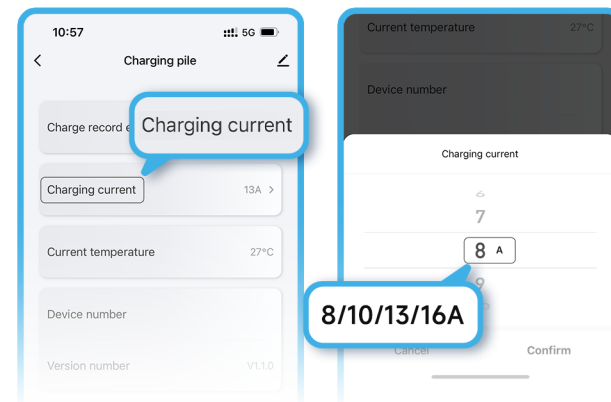 10:57
5G
Charging pile
Charge record e
Charging current
Charging current
13A
Current temperature
27°C
Device number
Version number
V1.1.0
Current temperature
27°C
Device number
Charging current
7
8 A
9
8/10/13/16A
Cancel
Confirm